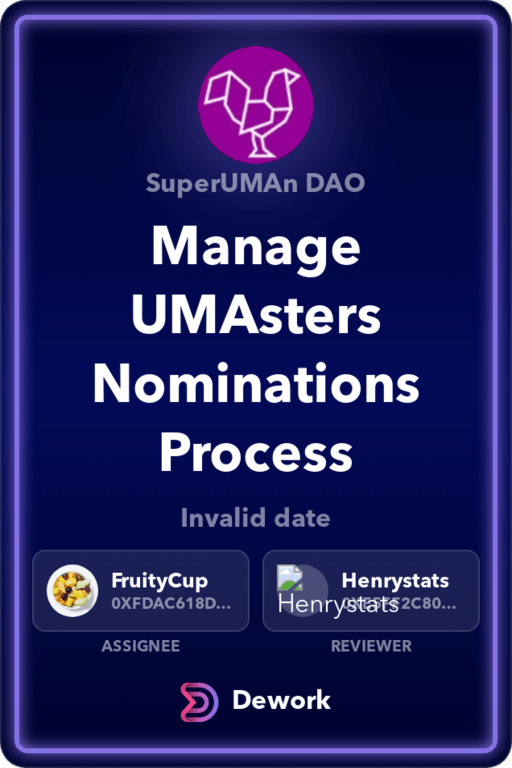 SuperUMAn DAO
Manage
UMAsters
Nominations
Process
Invalid date
FruityCup
0XFDAC618D...
Henrystats
Henrystats
ASSIGNEE
REVIEWER
Dework